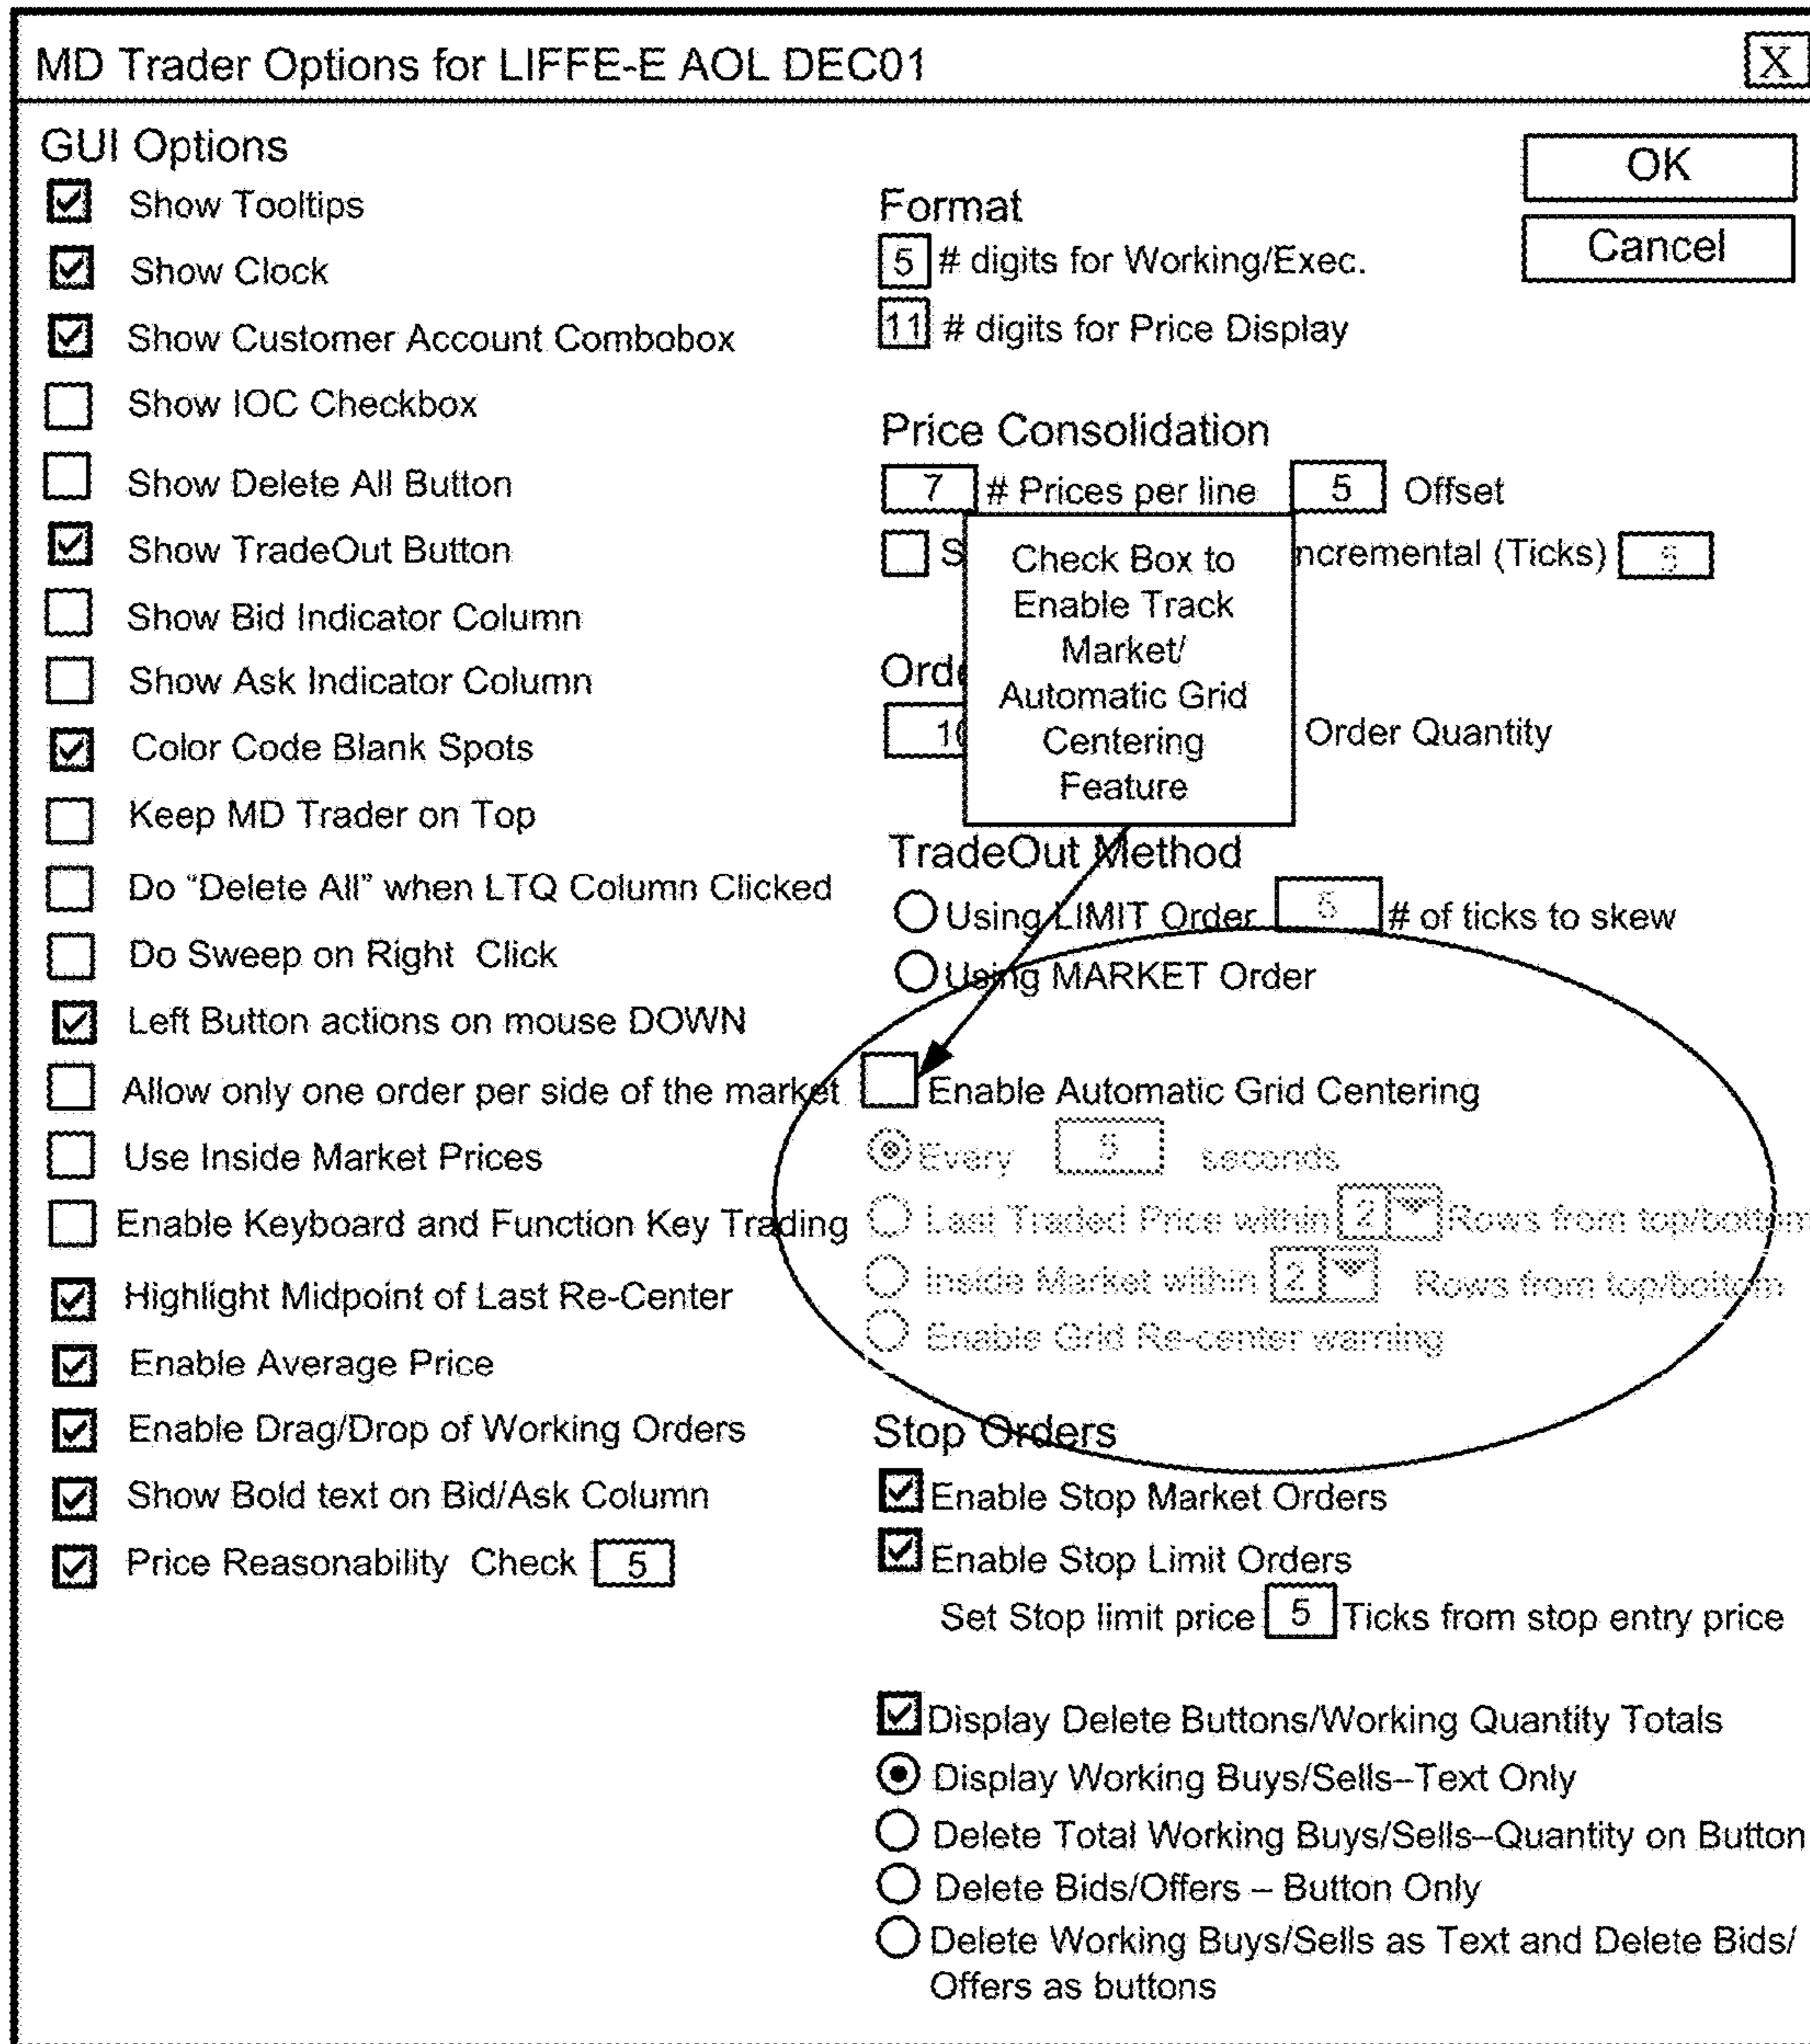 MD Trader Options for LIFFE-E AOL DEC01
X
GUI Options
Show Tooltips
Show Clock
Show Customer Account Combobox
Show IOC Checkbox
Show Delete All Button
Show TradeOut Button
Show Bid Indicator Column
Show Ask Indicator Column
Color Code Blank Spots
Keep MD Trader on Top
Do “Delete All” when LTQ Column Clicked
Do Sweep on Right Click
Left Button actions on mouse DOWN
Allow only one order per side of the market
Use Inside Market Prices
Enable Keyboard and Function Key Trading
Highlight Midpoint of Last Re-Center
Enable Average Price
Enable Drag/Drop of Working Orders
Show Bold text on Bid/Ask Column
Price Reasonability Check 5
OK
Cancel
Format
5 # digits for Working/Exec.
11 # digits for Price Display
Price Consolidation
7 # Prices per line 5 Offset
ncremental (Ticks) 5
Check Box to
Enable Track
Market/
Automatic Grid
Centering
Feature
Order Quantity
TradeOut Method
Using LIMIT Order 5 # of ticks to skew
Using MARKET Order
Enable Automatic Grid Centering
Every 5 seconds
Last Traded Price within 2 Rows from top/bottom
Inside Market within 2 Rows from top/bottom
Enable Grid Re-center warning
Stop Orders
Enable Stop Market Orders
Enable Stop Limit Orders
Set Stop limit price 5 Ticks from stop entry price
Display Delete Buttons/Working Quantity Totals
Display Working Buys/Sells–Text Only
Delete Total Working Buys/Sells–Quantity on Button
Delete Bids/Offers – Button Only
Delete Working Buys/Sells as Text and Delete Bids/
Offers as buttons